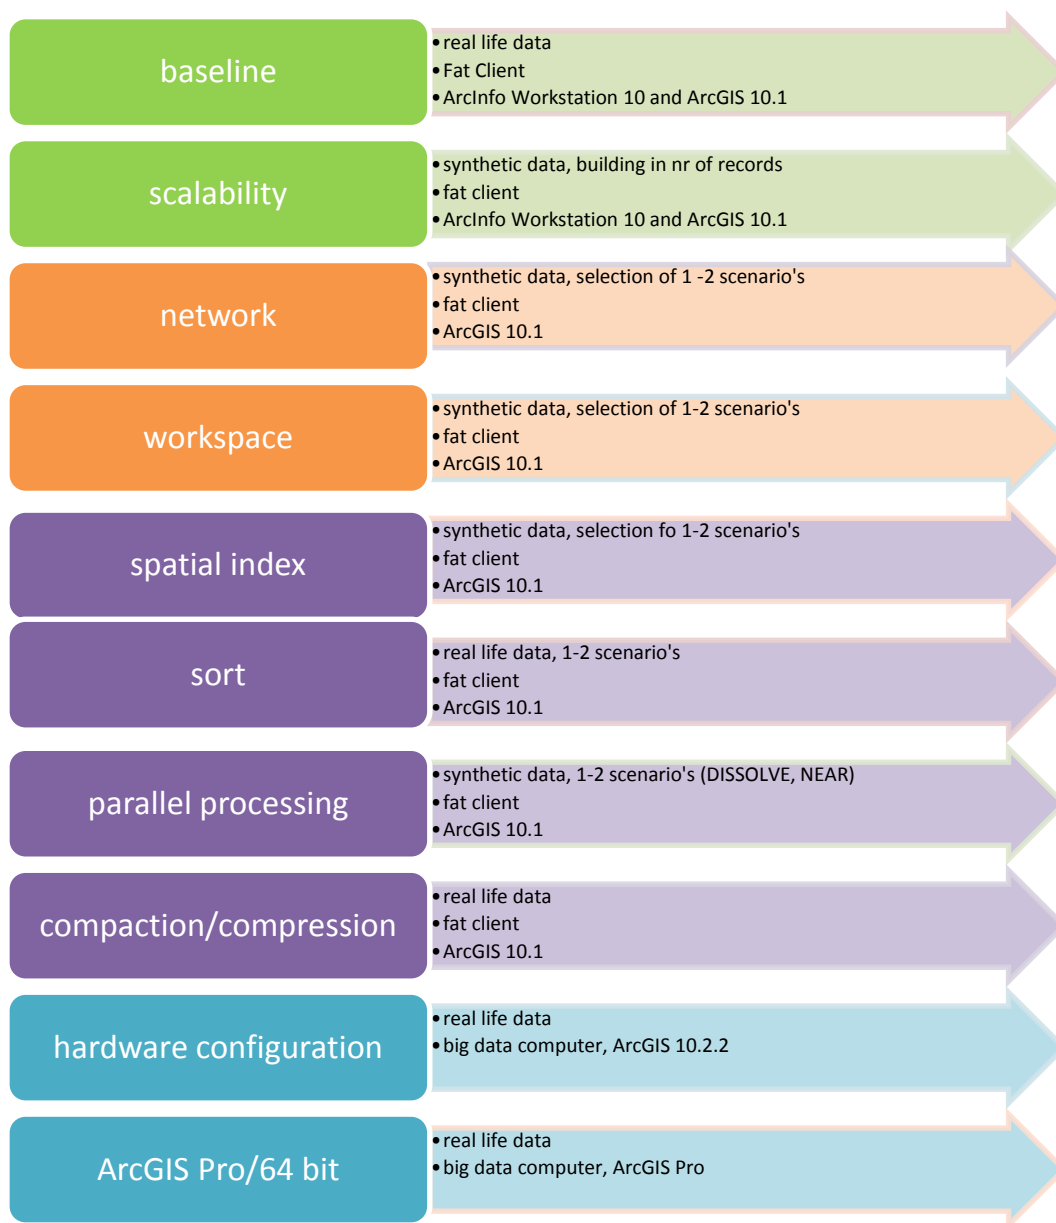 baseline
•real life data
•Fat Client
•ArcInfo Workstation 10 and ArcGIS 10.1
scalability
•synthetic data, building in nr of records
•fat client
•ArcInfo Workstation 10 and ArcGIS 10.1
network
•synthetic data, selection of 1 -2 scenario's
•fat client
•ArcGIS 10.1
workspace
•synthetic data, selection of 1-2 scenario's
•fat client
•ArcGIS 10.1
spatial index
•synthetic data, selection fo 1-2 scenario's
•fat client
•ArcGIS 10.1
sort
•real life data, 1-2 scenario's
•fat client
•ArcGIS 10.1
parallel processing
•synthetic data, 1-2 scenario's (DISSOLVE, NEAR)
•fat client
•ArcGIS 10.1
compaction/compression
•real life data
•fat client
•ArcGIS 10.1
hardware configuration
•real life data
•big data computer, ArcGIS 10.2.2
ArcGIS Pro/64 bit
•real life data
•big data computer, ArcGIS Pro